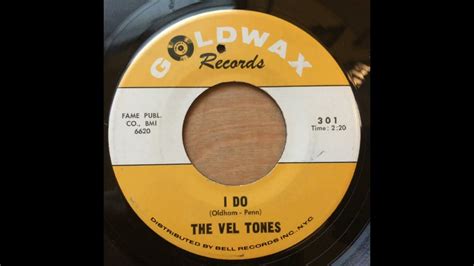 GOLDWAX
Records
FAME PUBL.
CO., BMI
6620
301
Time: 2:20
I DO
(Oldham - Penn)
THE VEL TONES
DISTRIBUTED BY BELL RECORDS INC. N.Y.C.